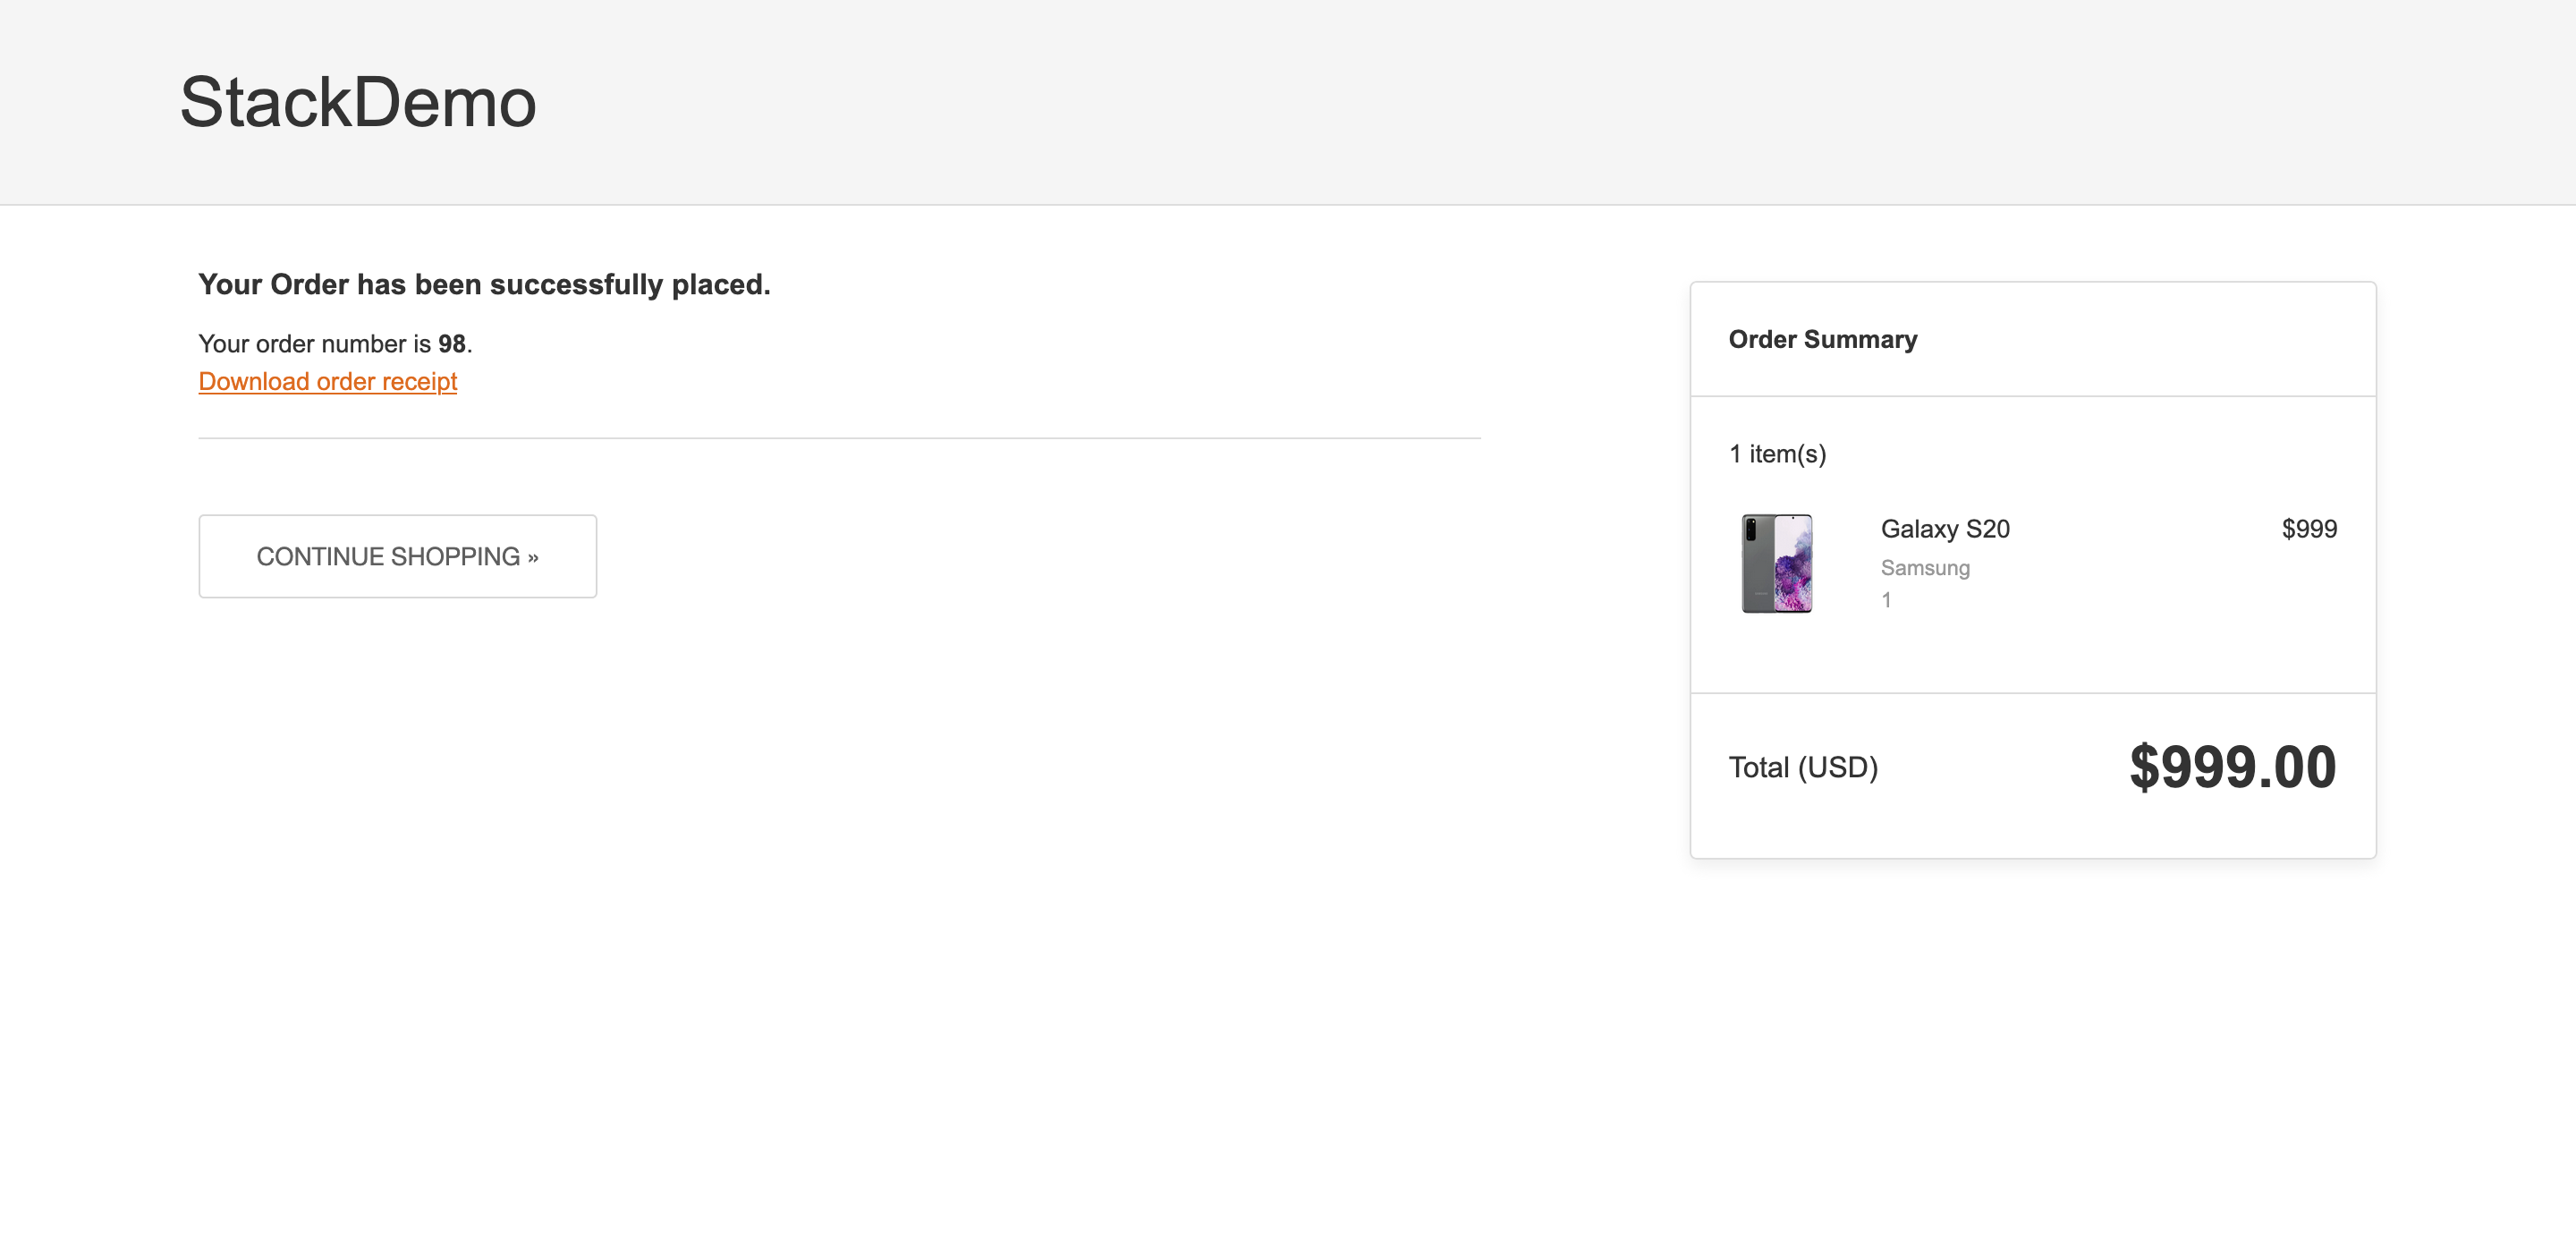 StackDemo
Your Order has been successfully placed.
Your order number is 98.
Download order receipt
CONTINUE SHOPPING »
Order Summary
1 item(s)
Galaxy S20 $999
Samsung
1
Total (USD) $999.00